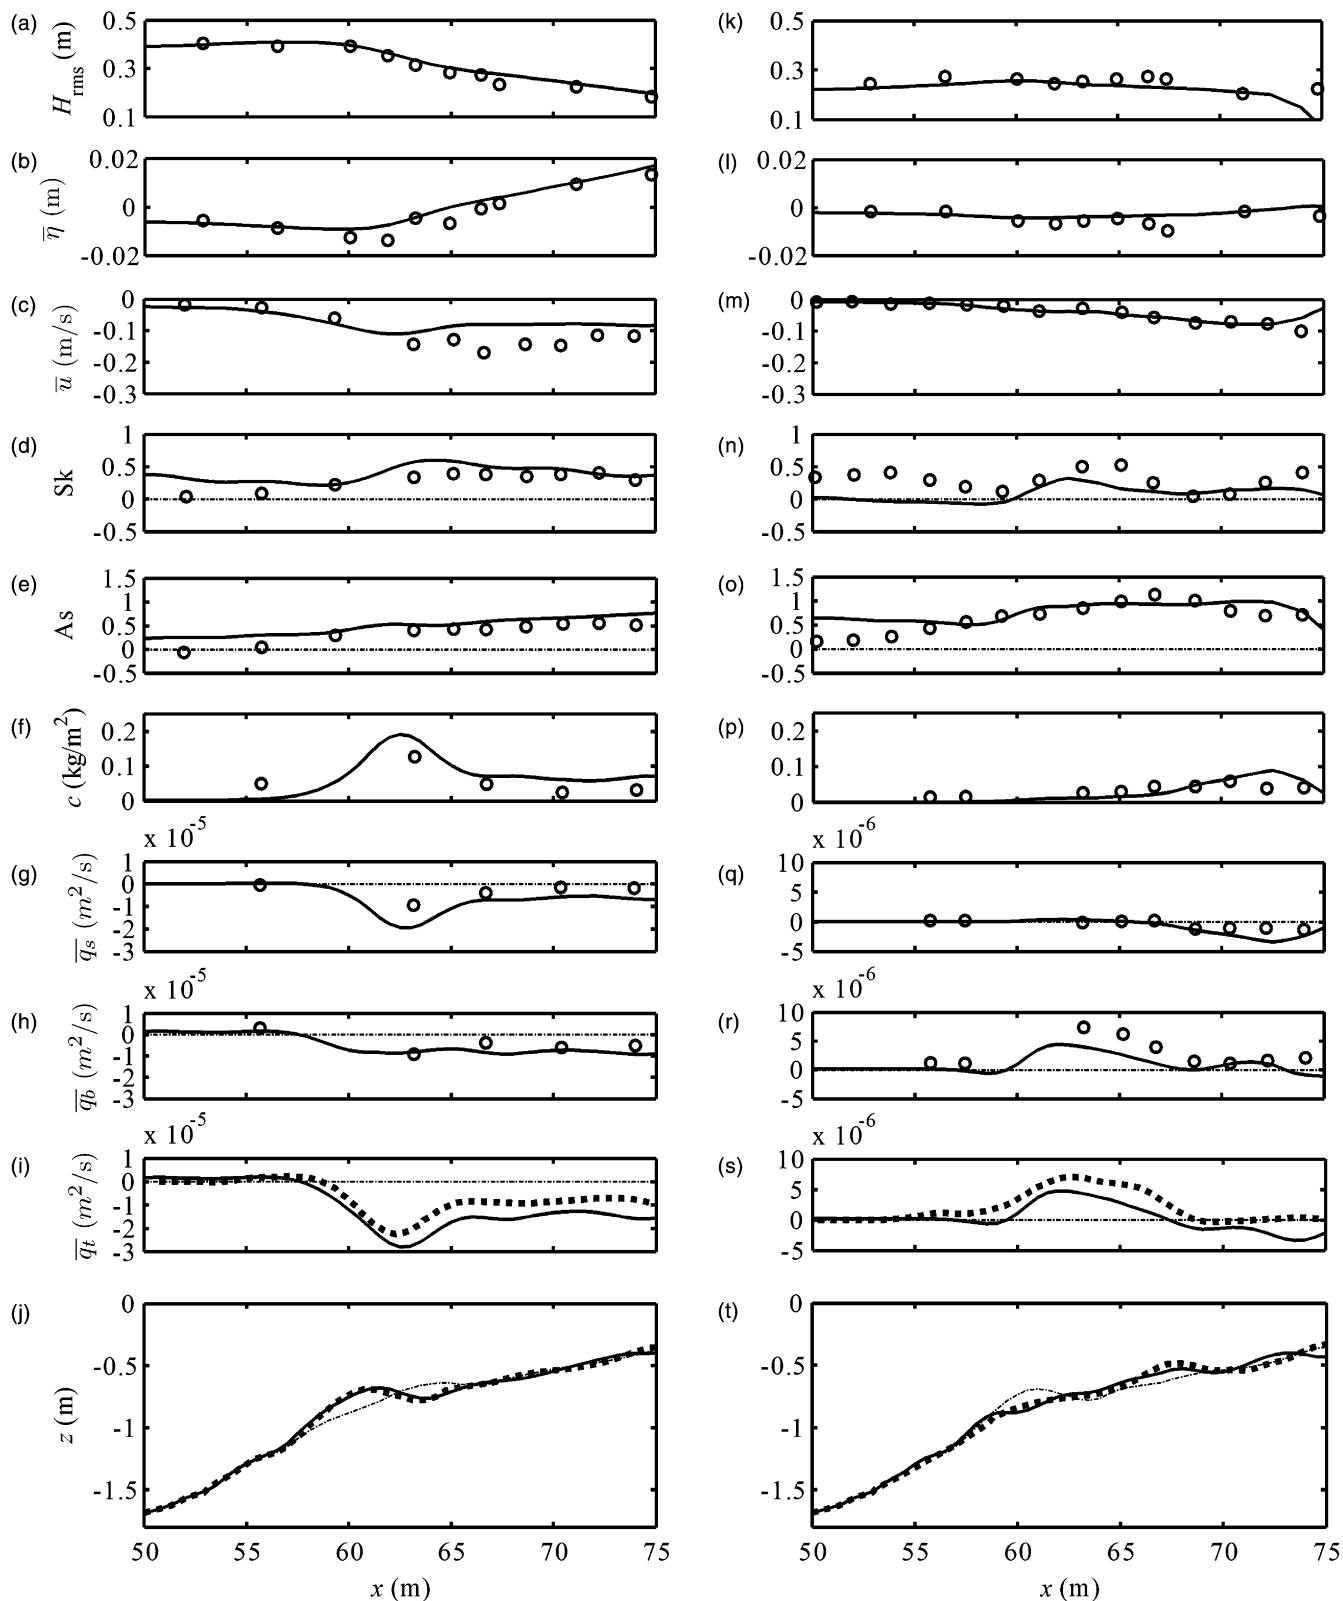 (a)
H_rms (m)
0.5
0.3
0.1
(b)
η̅ (m)
0.02
0
-0.02
(c)
u̅ (m/s)
0
-0.1
-0.2
-0.3
(d)
Sk
1
0.5
0
-0.5
(e)
As
1.5
1
0.5
0
-0.5
(f)
c (kg/m²)
0.2
0.1
0
x 10⁻⁵
(g)
q̅_s (m²/s)
1
0
-1
-2
-3
x 10⁻⁵
(h)
q̅_b (m²/s)
1
0
-1
-2
-3
x 10⁻⁵
(i)
q̅_t (m²/s)
1
0
-1
-2
-3
(j)
z (m)
0
-0.5
-1
-1.5
50 55 60 65 70 75
x (m)
(k)
0.5
0.3
0.1
(l)
0.02
0
-0.02
(m)
0
-0.1
-0.2
-0.3
(n)
1
0.5
0
-0.5
(o)
1.5
1
0.5
0
-0.5
(p)
0.2
0.1
0
x 10⁻⁶
(q)
10
5
0
-5
x 10⁻⁶
(r)
10
5
0
-5
x 10⁻⁶
(s)
10
5
0
-5
(t)
0
-0.5
-1
-1.5
50 55 60 65 70 75
x (m)